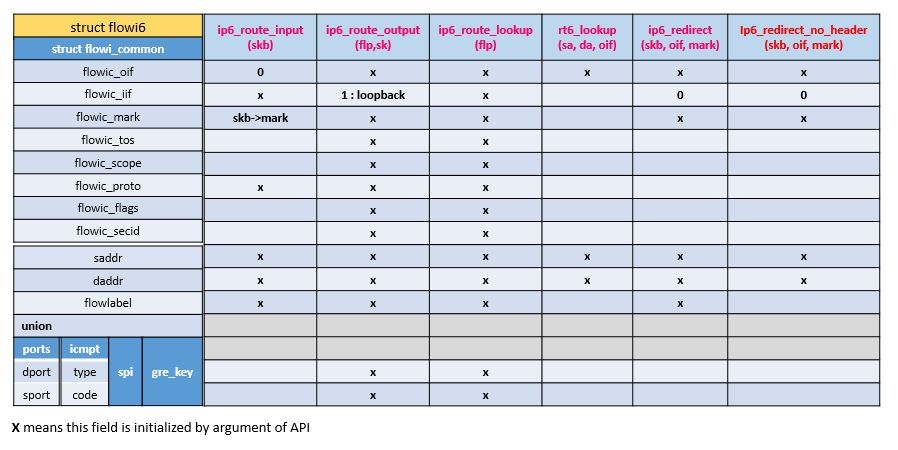 struct flowi6 ip6_route_input ip6_route_output ip6_route_lookup rt6_lookup ip6_redirect Ip6_redirect_no_header
struct flowi_common (skb) (flp,sk) (flp) (sa, da, oif) (skb, oif, mark) (skb, oif, mark)
flowic_oif 0 x x x x x
flowic_iif x 1 : loopback x 0 0
flowic_mark skb->mark x x x x
flowic_tos x x
flowic_scope x x
flowic_proto x x x
flowic_flags x x
flowic_secid x x
saddr x x x x x x
daddr x x x x x x
flowlabel x x x x
union
ports icmpt
dport type spi gre_key x x
sport code x x
X means this field is initialized by argument of API